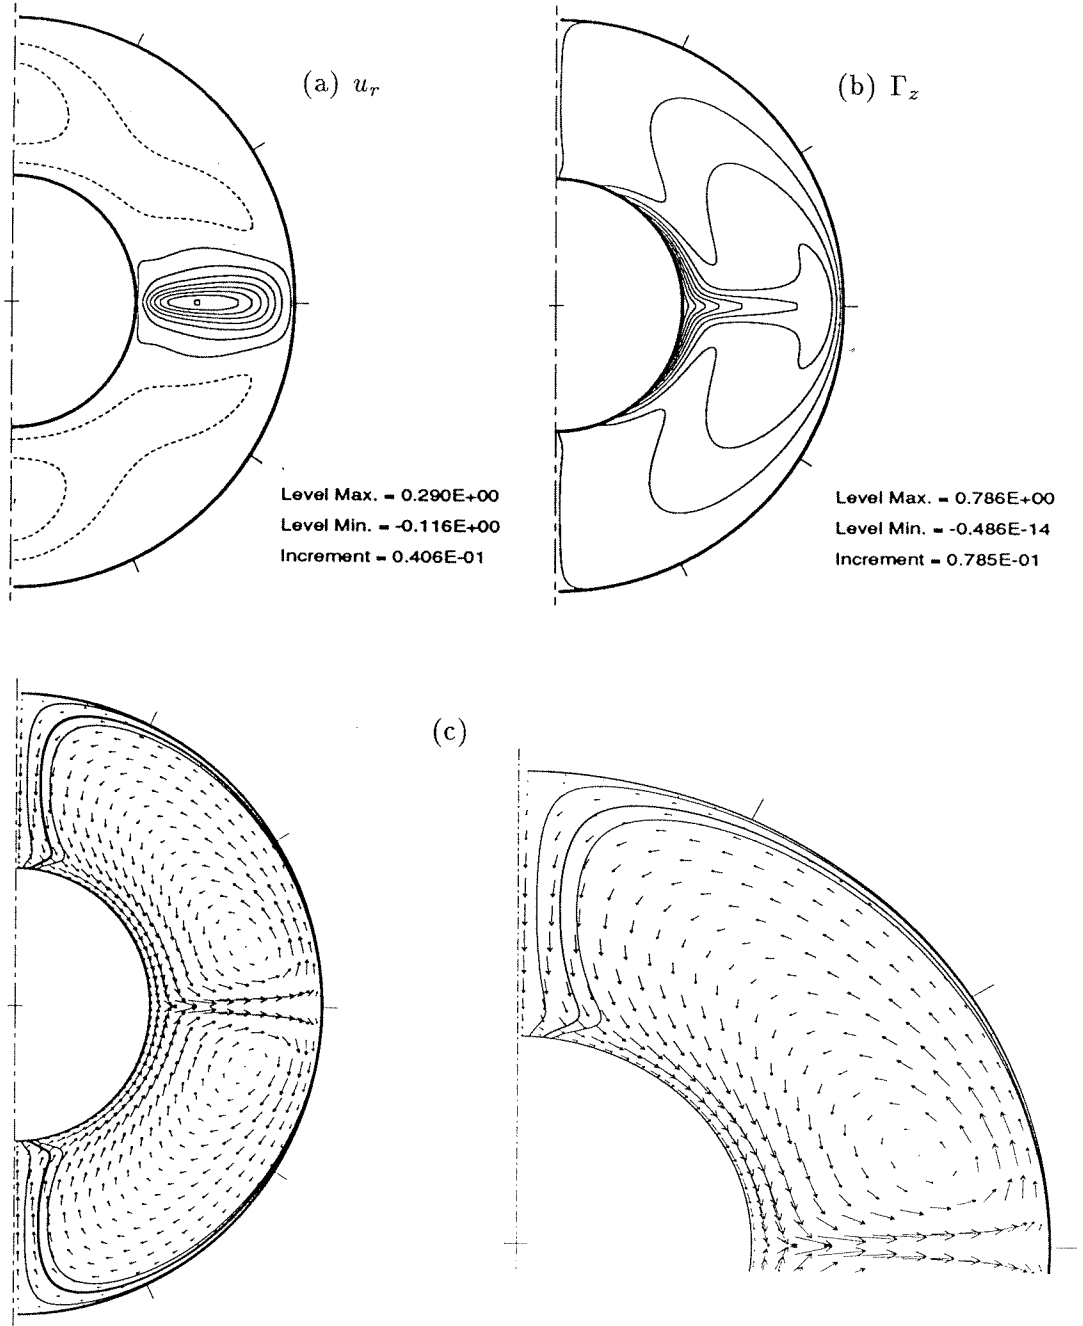 (a) u_r
(b) Γ_z
Level Max. = 0.290E+00
Level Min. = -0.116E+00
Increment = 0.406E-01
Level Max. = 0.786E+00
Level Min. = -0.486E-14
Increment = 0.785E-01
(c)